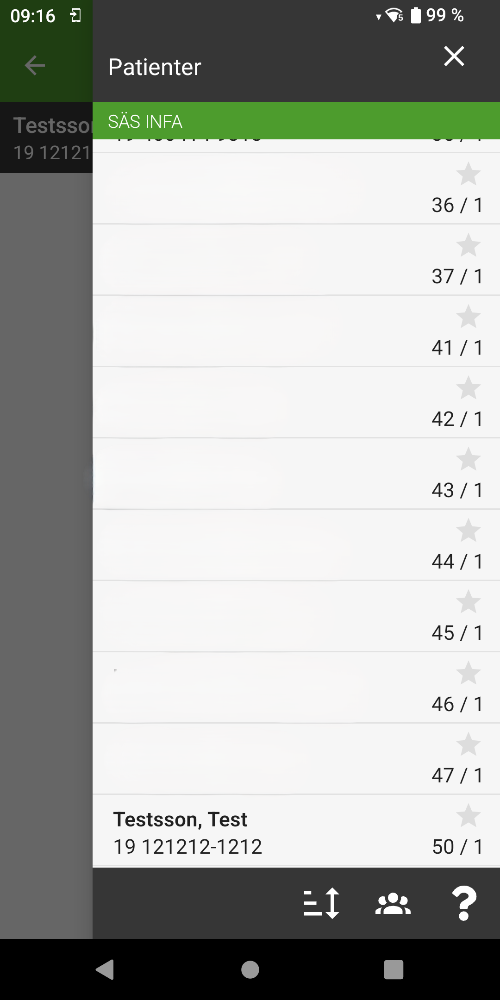 09:16
5 99 %
Patienter
SÄS INFA
Testsso
19 12121
36 / 1
37 / 1
41 / 1
42 / 1
43 / 1
44 / 1
45 / 1
46 / 1
47 / 1
Testsson, Test
19 121212-1212 50 / 1